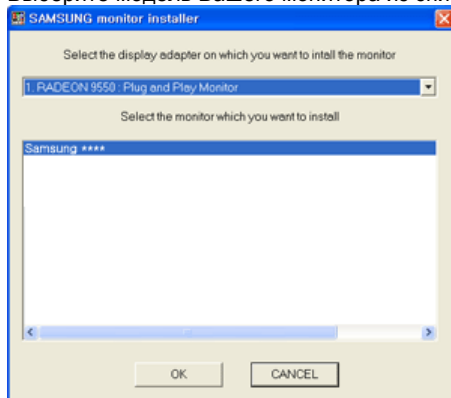 SAMSUNG monitor installer
Select the display adapter on which you want to intall the monitor
1. RADEON 9550 : Plug and Play Monitor
Select the monitor which you want to install
Samsung ****
OK
CANCEL